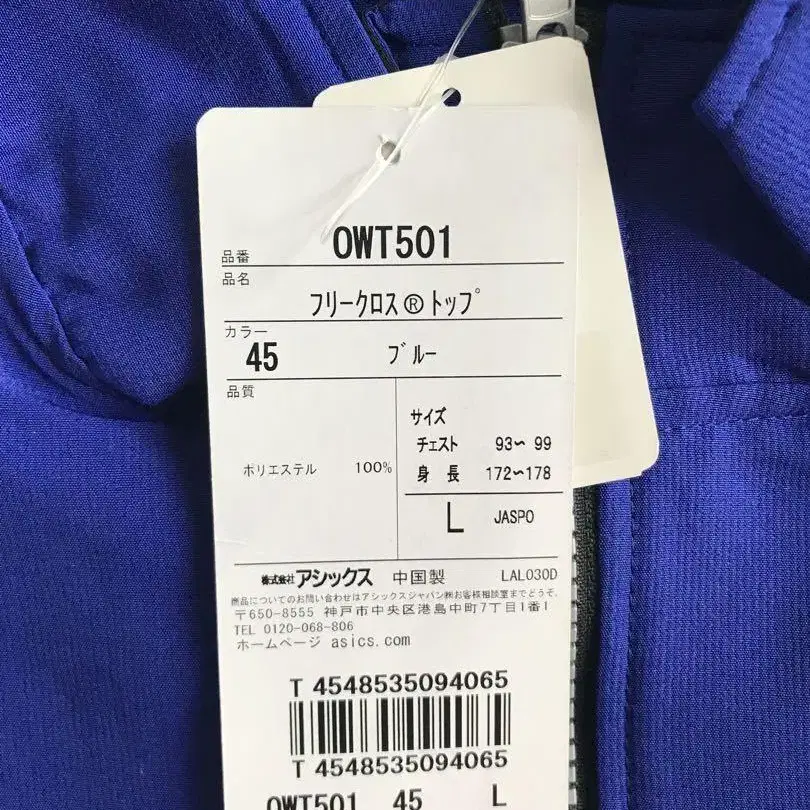 品番 OWT501
品名
フリークロス®トップ
カラー
45 ブルー
品質
ポリエステル 100%
サイズ
チェスト 93〜99
身長 172〜178
L JASPO
株式会社アシックス 中国製 LAL030D
商品についてのお問い合わせはアシックスジャパン㈱お客様相談室までどうぞ。
〒650-8555 神戸市中央区港島中町7丁目1番1
TEL 0120-068-806
ホームページ asics.com
T 4548535094065
T 4548535094065
OWT501 45 L